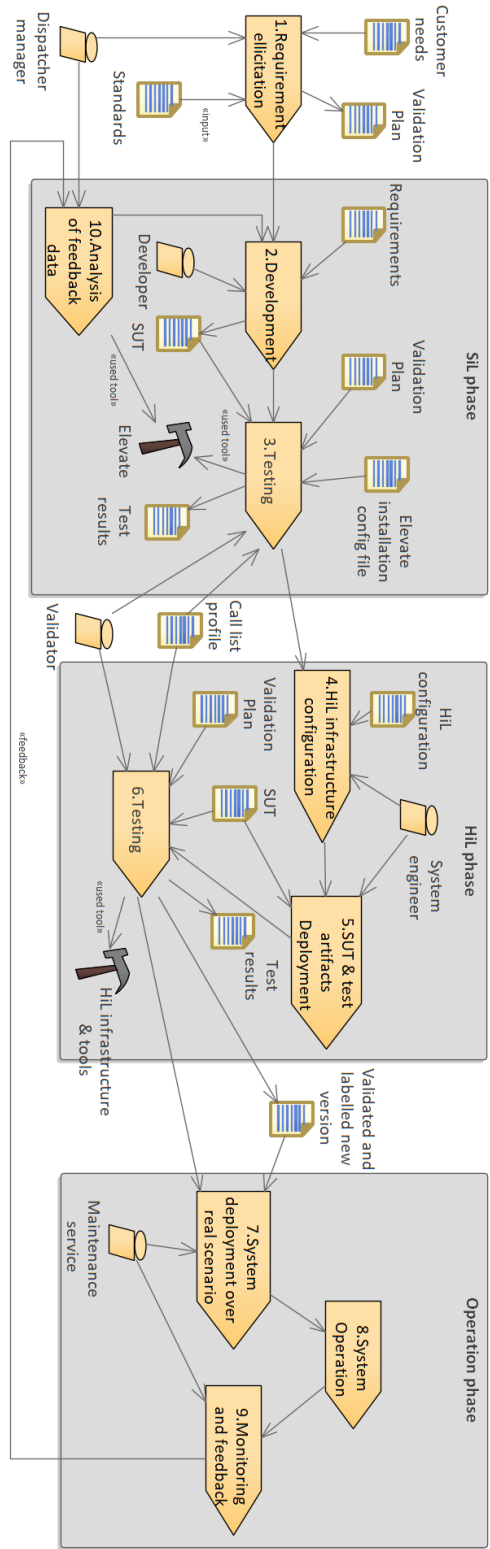 Customer
needs
Validation
Plan
1.Requirement
ellicitation
Dispatcher
manager
Standards
«input»
SiL phase
Requirements
Validation
Plan
Elevate
installation
config file
2.Development
3.Testing
10.Analysis
of feedback
data
Developer
SUT
«used tool»
«used tool»
Elevate
Test
results
Validator
Call list
profile
«feedback»
HiL phase
HiL
configuration
System
engineer
4.HiL infrastructure
configuration
5.SUT & test
artifacts
Deployment
Validation
Plan
SUT
6.Testing
Test
results
«used tool»
HiL infrastructure
& tools
Validated and
labelled new
version
Operation phase
7.System
deployment over
real scenario
8.System
Operation
9.Monitoring
and feedback
Maintenance
service